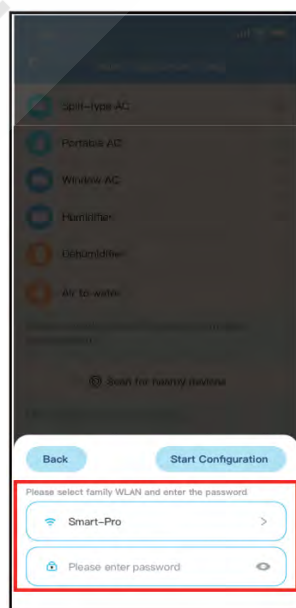 Split-type AC
Portable AC
Window AC
Humidifier
Dehumidifier
Air to water
Scan for nearby devices
Back
Start Configuration
Please select family WLAN and enter the password
Smart-Pro
Please enter password